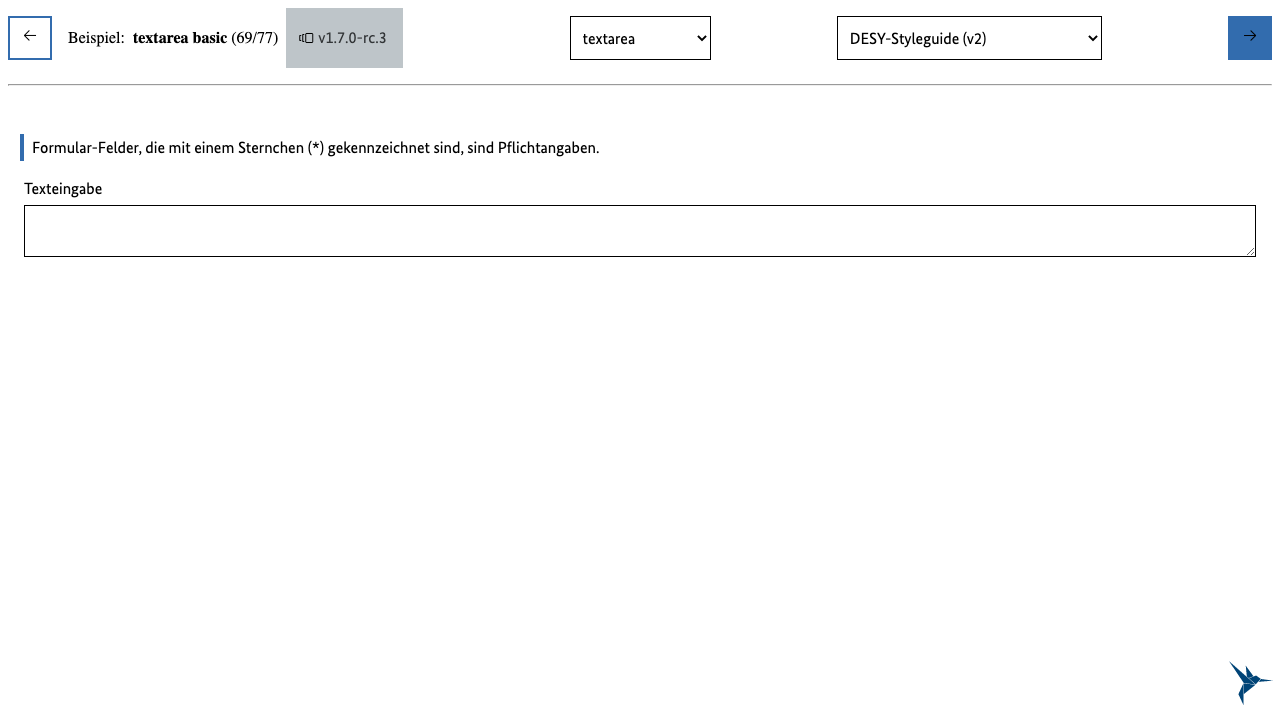 ← Beispiel: textarea basic (69/77) v1.7.0-rc.3 textarea DESY-Styleguide (v2) →
Formular-Felder, die mit einem Sternchen (*) gekennzeichnet sind, sind Pflichtangaben.
Texteingabe